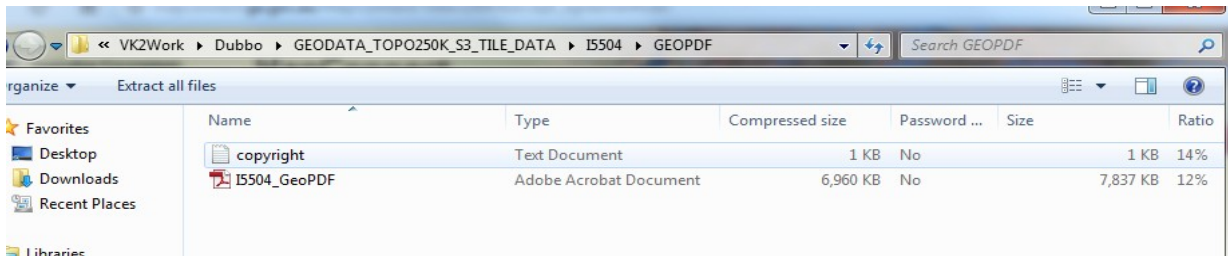 « VK2Work ▸ Dubbo ▸ GEODATA_TOPO250K_S3_TILE_DATA ▸ I5504 ▸ GEOPDF Search GEOPDF
rganize Extract all files
Name Type Compressed size Password ... Size Ratio
Favorites
Desktop copyright Text Document 1 KB No 1 KB 14%
Downloads I5504_GeoPDF Adobe Acrobat Document 6,960 KB No 7,837 KB 12%
Recent Places
Libraries